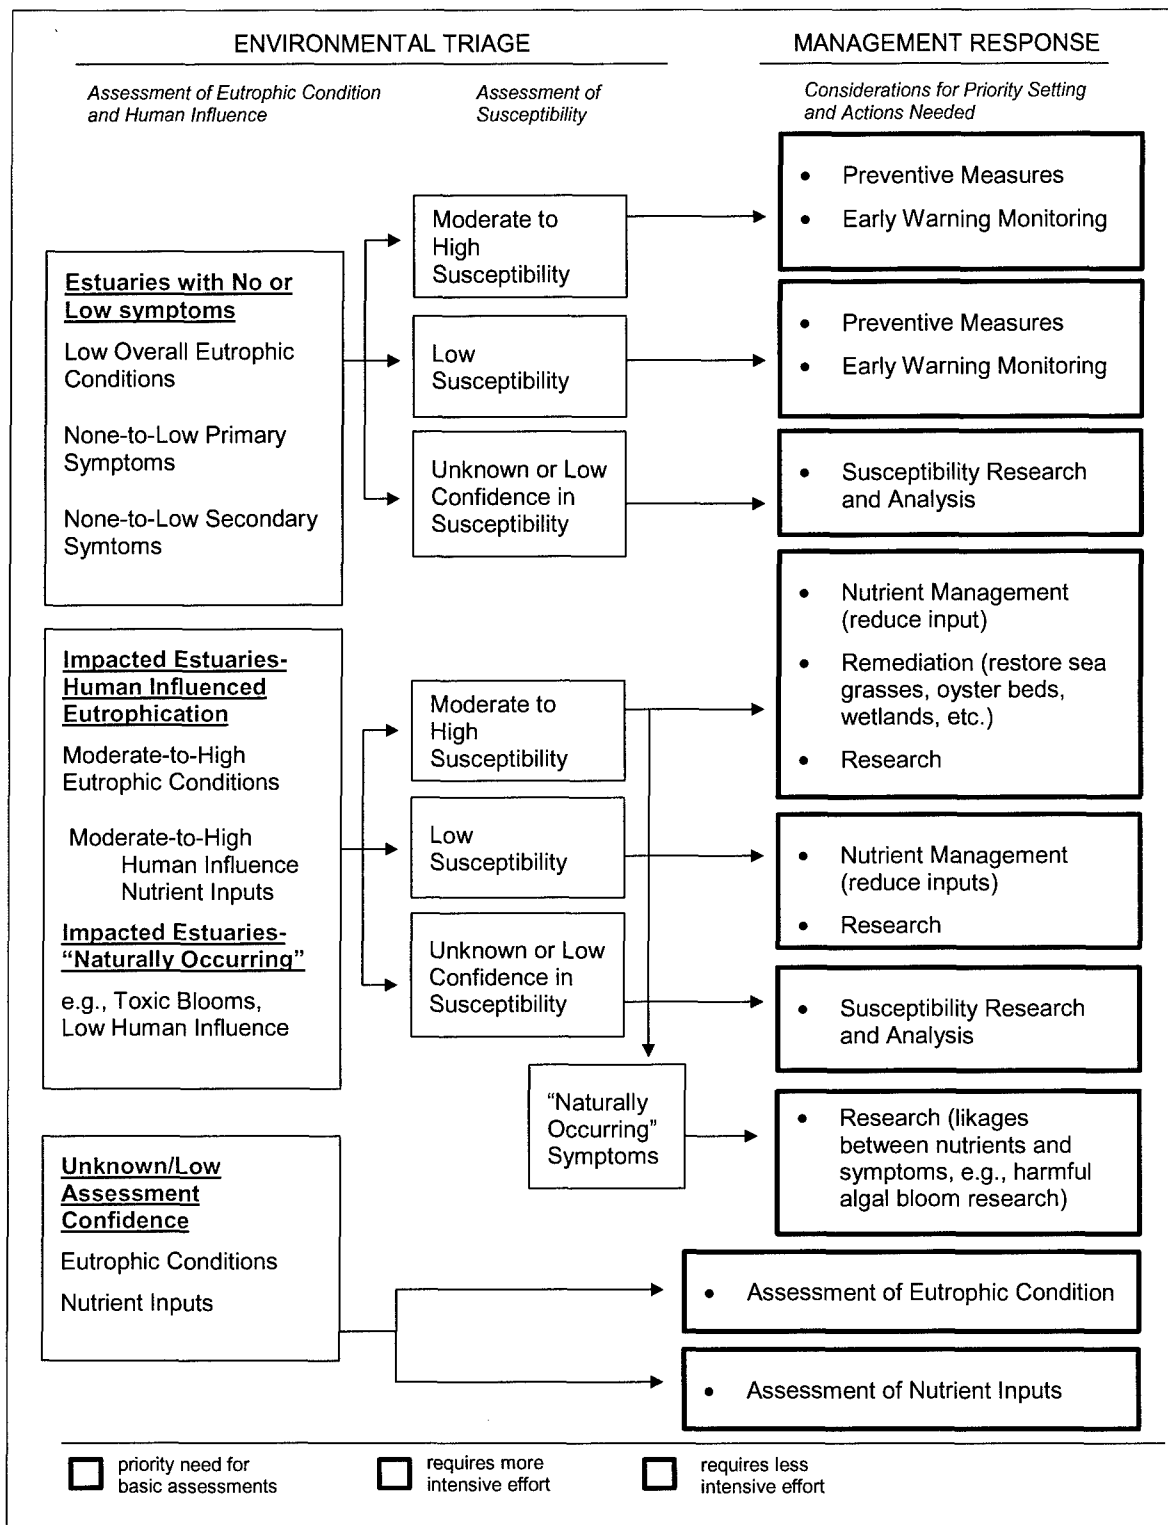 ENVIRONMENTAL TRIAGE
MANAGEMENT RESPONSE
Assessment of Eutrophic Condition
and Human Influence
Assessment of
Susceptibility
Considerations for Priority Setting
and Actions Needed
Estuaries with No or
Low symptoms
Low Overall Eutrophic
Conditions
None-to-Low Primary
Symptoms
None-to-Low Secondary
Symtoms
Moderate to
High
Susceptibility
• Preventive Measures
• Early Warning Monitoring
Low
Susceptibility
• Preventive Measures
• Early Warning Monitoring
Unknown or Low
Confidence in
Susceptibility
• Susceptibility Research
and Analysis
Impacted Estuaries-
Human Influenced
Eutrophication
Moderate-to-High
Eutrophic Conditions
Moderate-to-High
Human Influence
Nutrient Inputs
Impacted Estuaries-
“Naturally Occurring”
e.g., Toxic Blooms,
Low Human Influence
Moderate to
High
Susceptibility
• Nutrient Management
(reduce input)
• Remediation (restore sea
grasses, oyster beds,
wetlands, etc.)
• Research
Low
Susceptibility
• Nutrient Management
(reduce inputs)
• Research
Unknown or Low
Confidence in
Susceptibility
• Susceptibility Research
and Analysis
“Naturally
Occurring”
Symptoms
• Research (likages
between nutrients and
symptoms, e.g., harmful
algal bloom research)
Unknown/Low
Assessment
Confidence
Eutrophic Conditions
Nutrient Inputs
• Assessment of Eutrophic Condition
• Assessment of Nutrient Inputs
priority need for
basic assessments
requires more
intensive effort
requires less
intensive effort